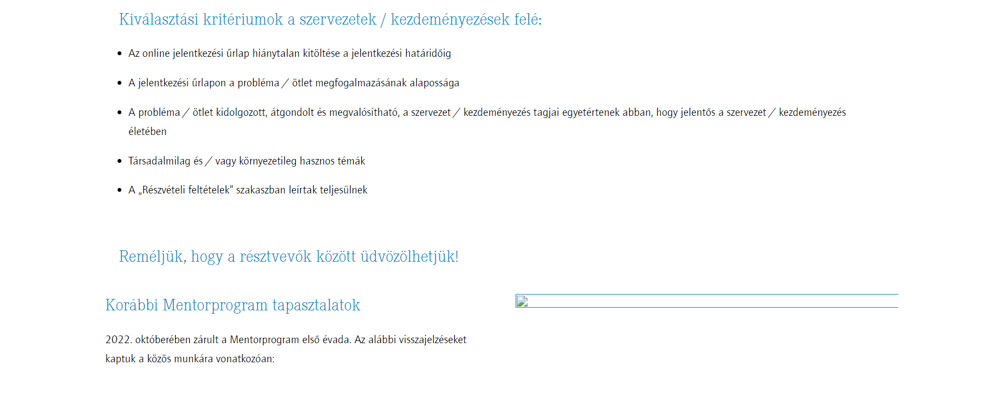 Kiválasztási kritériumok a szervezetek / kezdeményezések felé:
Az online jelentkezési űrlap hiánytalan kitöltése a jelentkezési határidőig
A jelentkezési űrlapon a probléma / ötlet megfogalmazásának alapossága
A probléma / ötlet kidolgozott, átgondolt és megvalósítható, a szervezet / kezdeményezés tagjai egyetértenek abban, hogy jelentős a szervezet / kezdeményezés
életében
Társadalmilag és / vagy környezetileg hasznos témák
A „Részvételi feltételek” szakaszban leírtak teljesülnek
Reméljük, hogy a résztvevők között üdvözölhetjük!
Korábbi Mentorprogram tapasztalatok
2022. októberében zárult a Mentorprogram első évada. Az alábbi visszajelzéseket
kaptuk a közös munkára vonatkozóan: